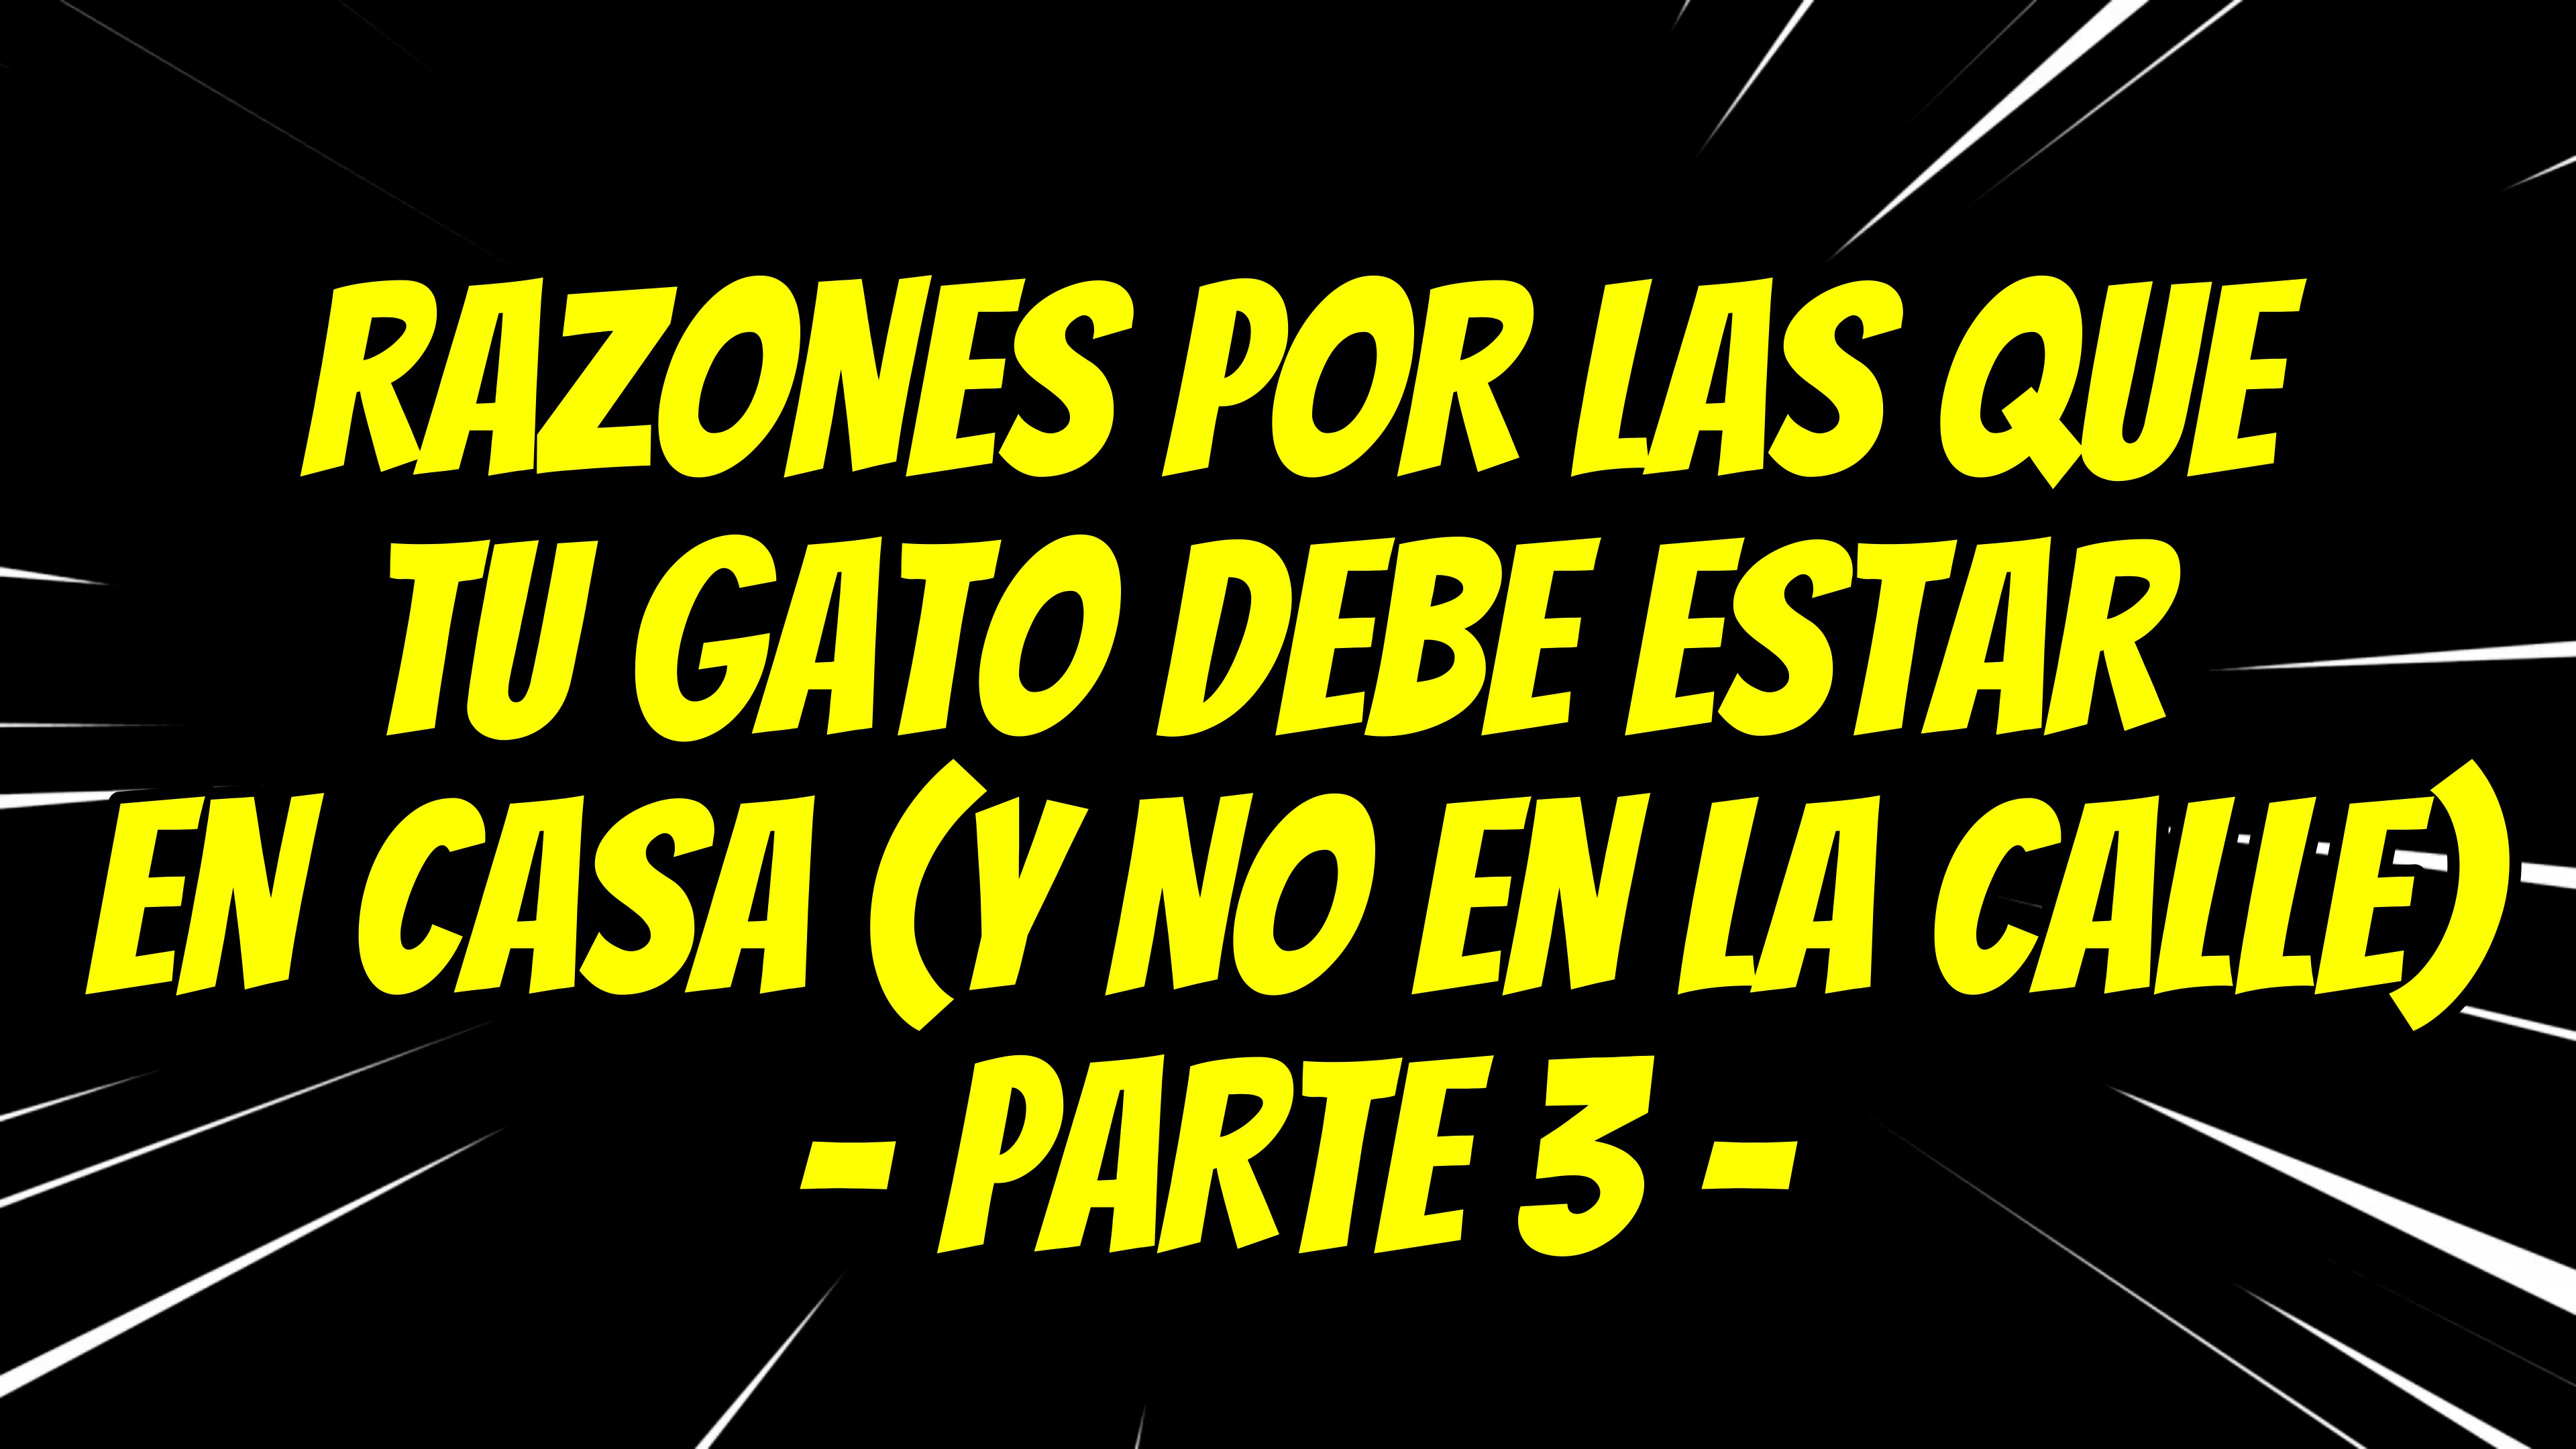 RAZONES POR LAS QUE
TU GATO DEBE ESTAR
EN CASA (Y NO EN LA CALLE)
- PARTE 3 -